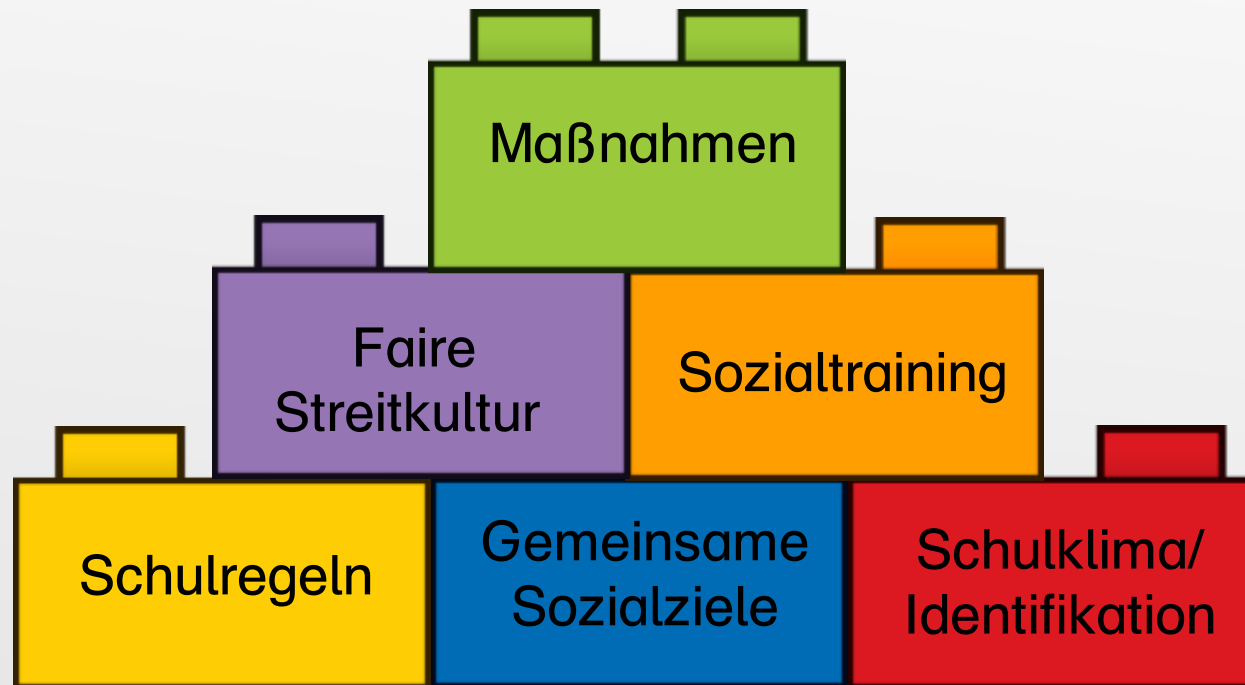 Maßnahmen
Faire
Streitkultur
Sozialtraining
Schulregeln
Gemeinsame
Sozialziele
Schulklima/
Identifikation